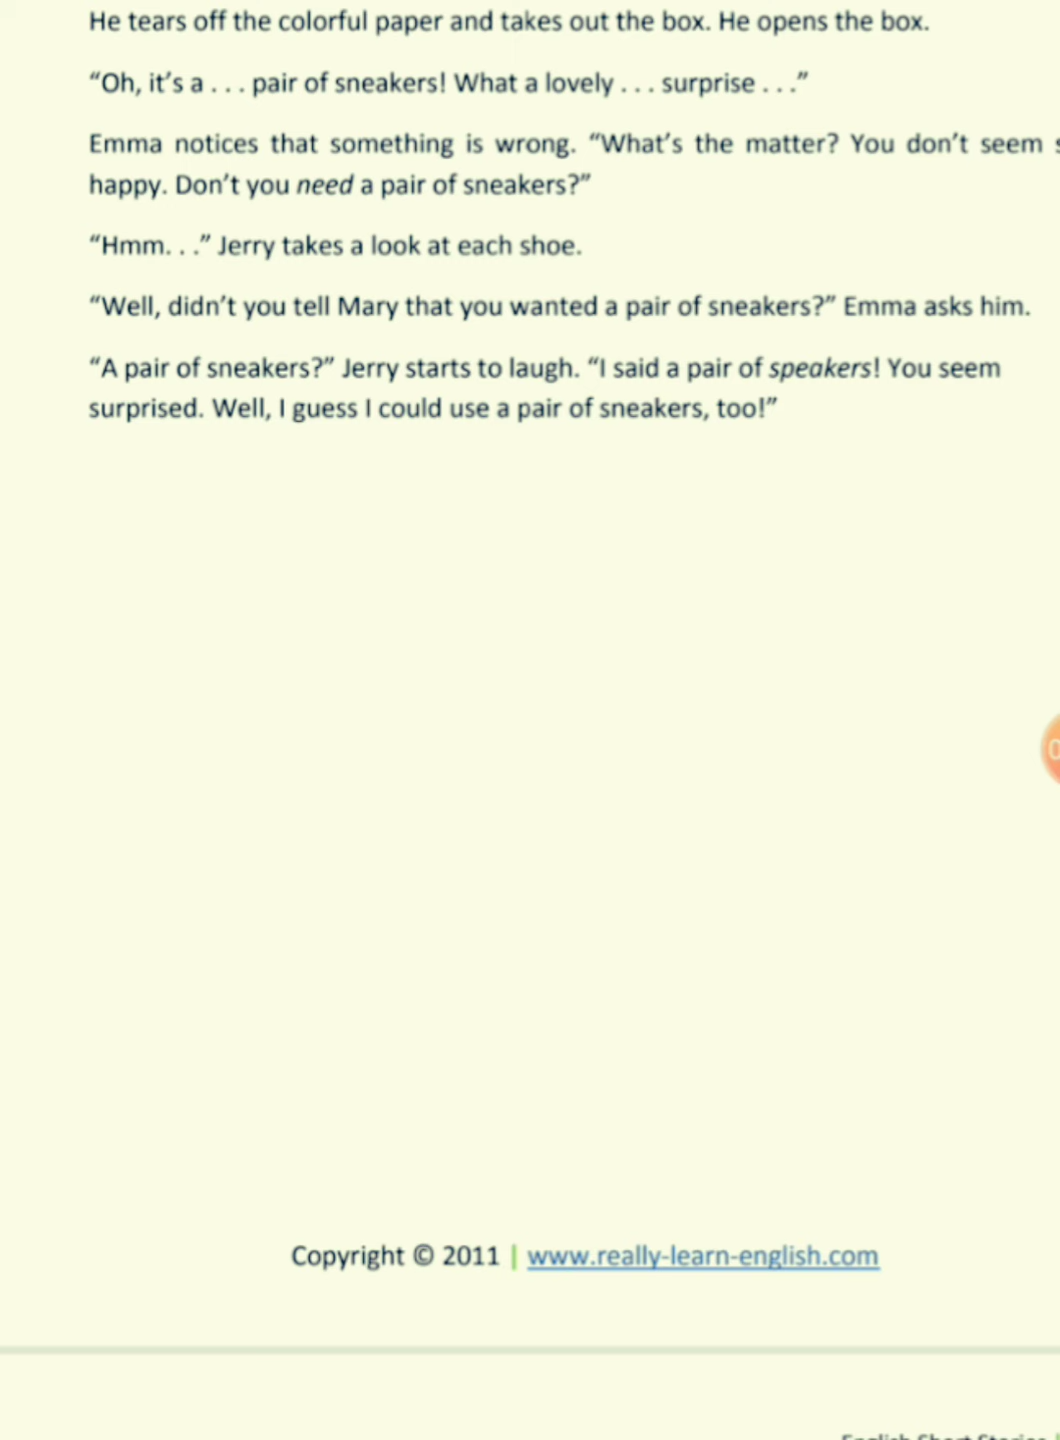 He tears off the colorful paper and takes out the box. He opens the box.
“Oh, it’s a . . . pair of sneakers! What a lovely . . . surprise . . .”
Emma notices that something is wrong. “What’s the matter? You don’t seem
happy. Don’t you need a pair of sneakers?”
“Hmm. . .” Jerry takes a look at each shoe.
“Well, didn’t you tell Mary that you wanted a pair of sneakers?” Emma asks him.
“A pair of sneakers?” Jerry starts to laugh. “I said a pair of speakers! You seem
surprised. Well, I guess I could use a pair of sneakers, too!”
Copyright © 2011 | www.really-learn-english.com